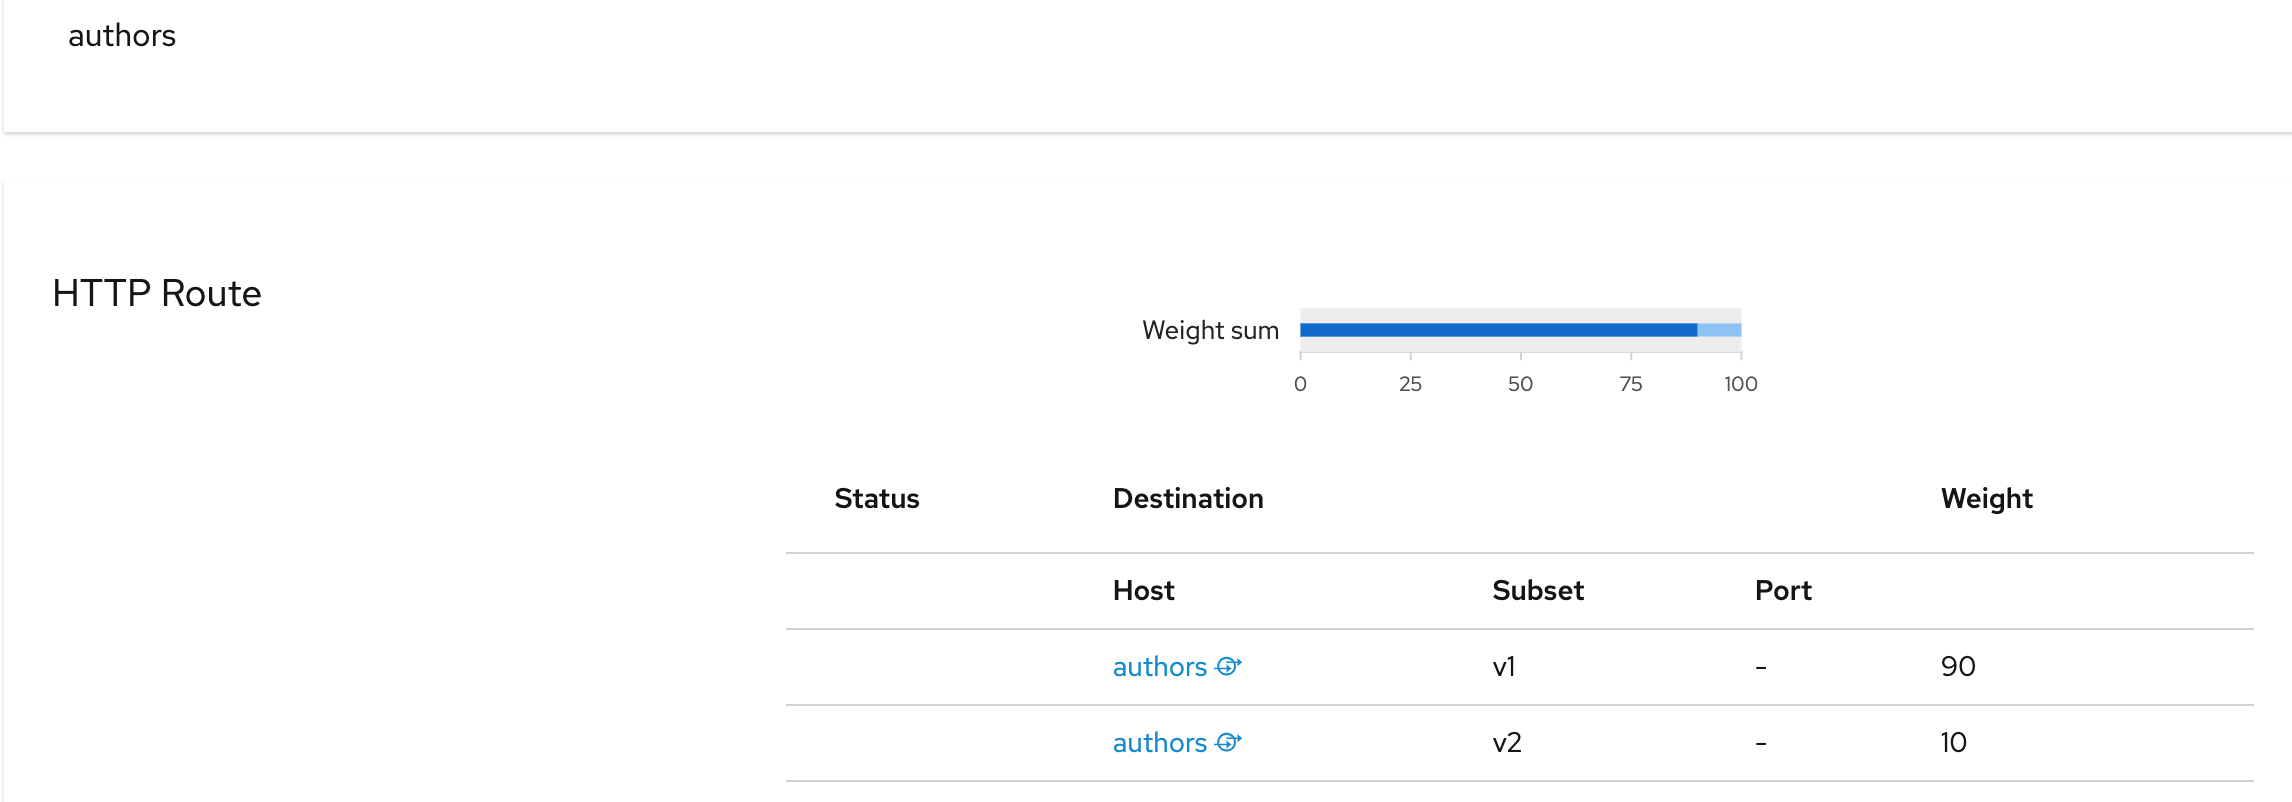 authors
HTTP Route
Weight sum
0 25 50 75 100
Status Destination Weight
Host Subset Port
authors v1 - 90
authors v2 - 10